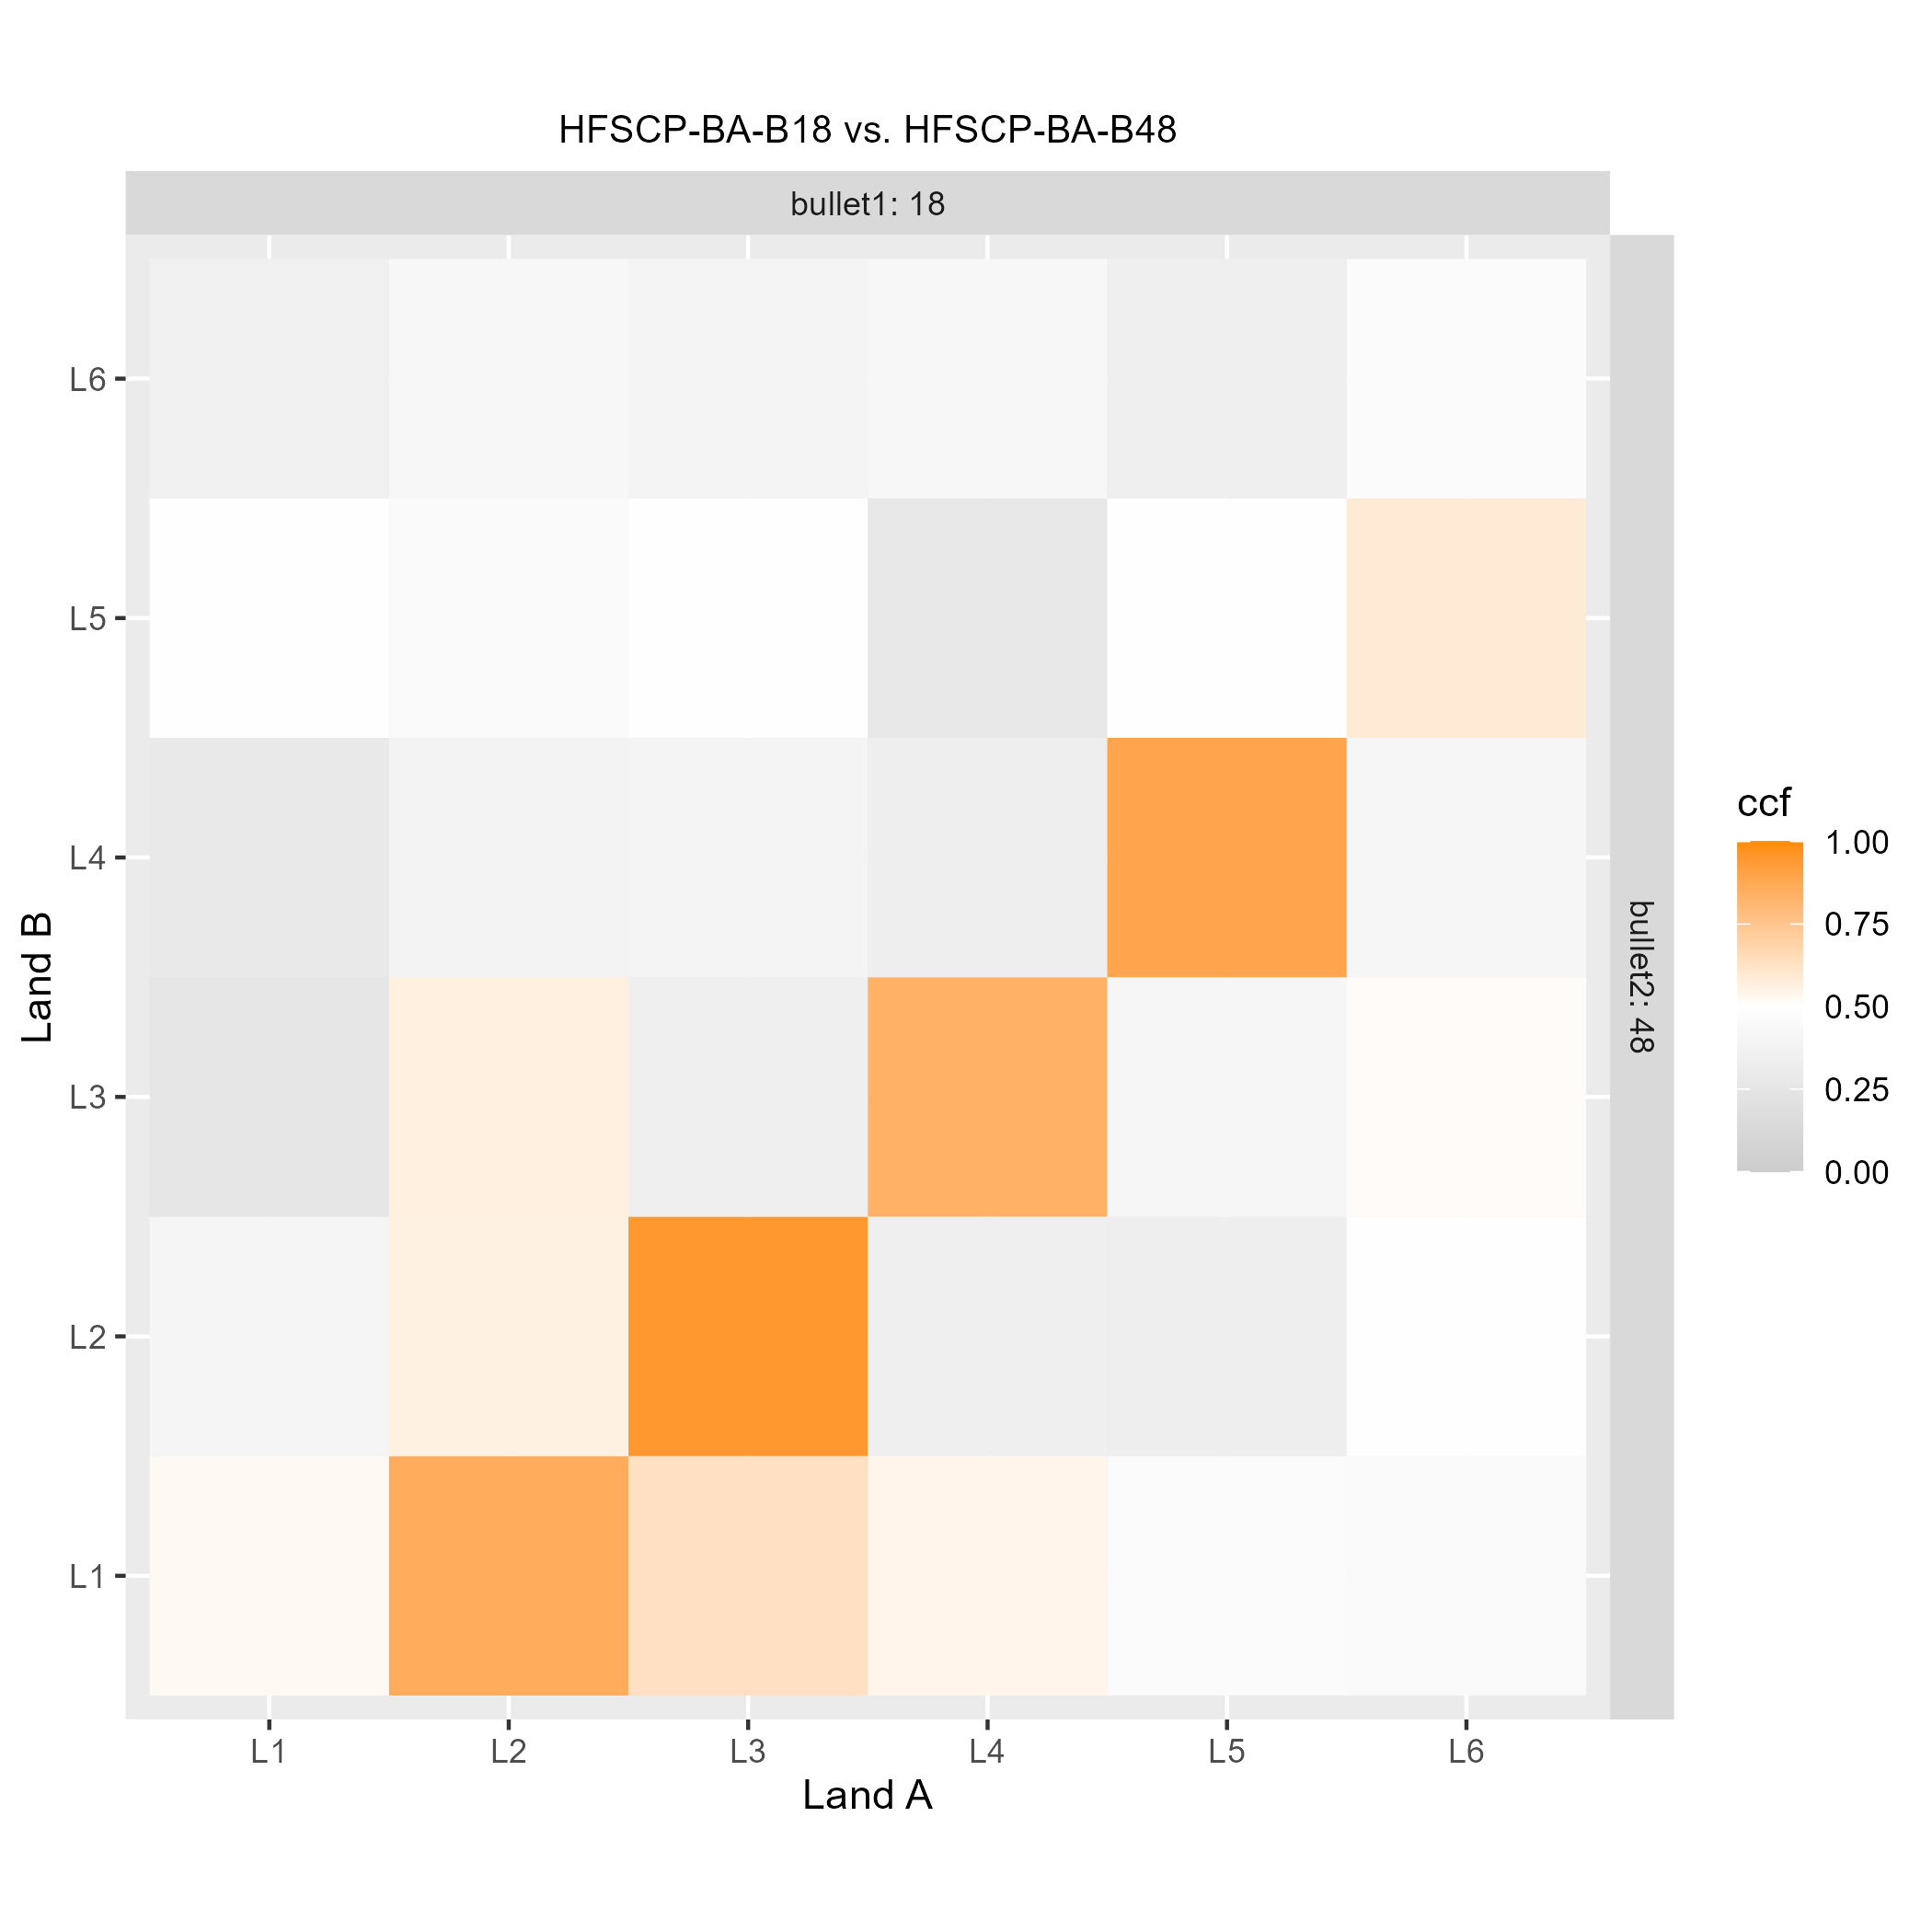 HFSCP-BA-B18 vs. HFSCP-BA-B48
bullet1: 18
L6
L5
L4
L3
L2
L1
Land B
bullet2: 48
ccf
1.00
0.75
0.50
0.25
0.00
L1 L2 L3 L4 L5 L6
Land A